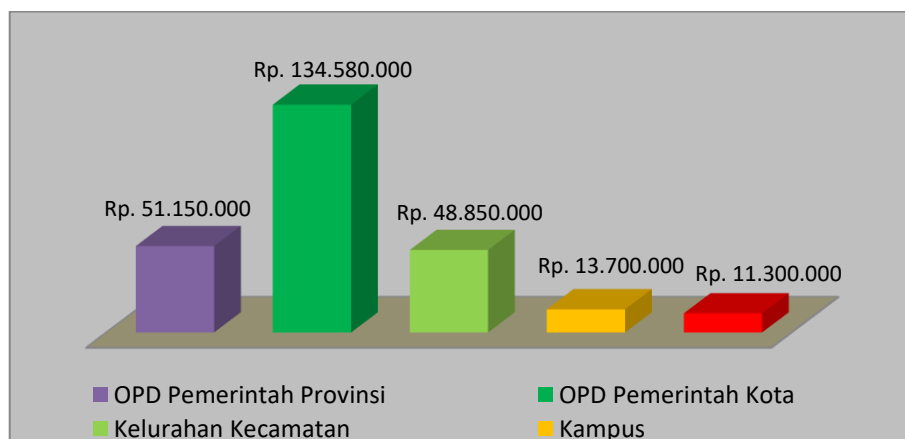 Rp. 134.580.000
Rp. 51.150.000
Rp. 48.850.000
Rp. 13.700.000
Rp. 11.300.000
OPD Pemerintah Provinsi
OPD Pemerintah Kota
Kelurahan Kecamatan
Kampus